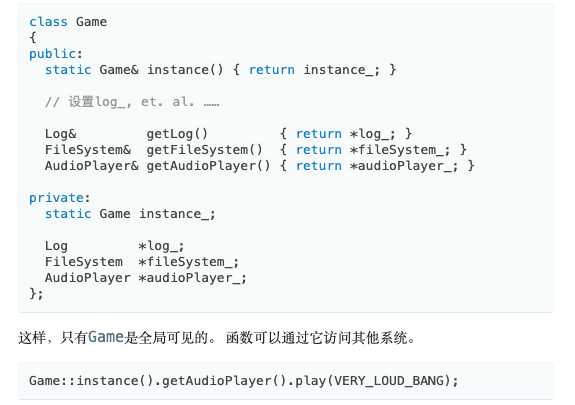 class Game
{
public:
  static Game& instance() { return instance_; }

  // 设置log_, et. al. ……

  Log&         getLog()         { return *log_; }
  FileSystem&  getFileSystem()  { return *fileSystem_; }
  AudioPlayer& getAudioPlayer() { return *audioPlayer_; }

private:
  static Game instance_;

  Log         *log_;
  FileSystem  *fileSystem_;
  AudioPlayer *audioPlayer_;
};
这样，只有Game是全局可见的。 函数可以通过它访问其他系统。
Game::instance().getAudioPlayer().play(VERY_LOUD_BANG);